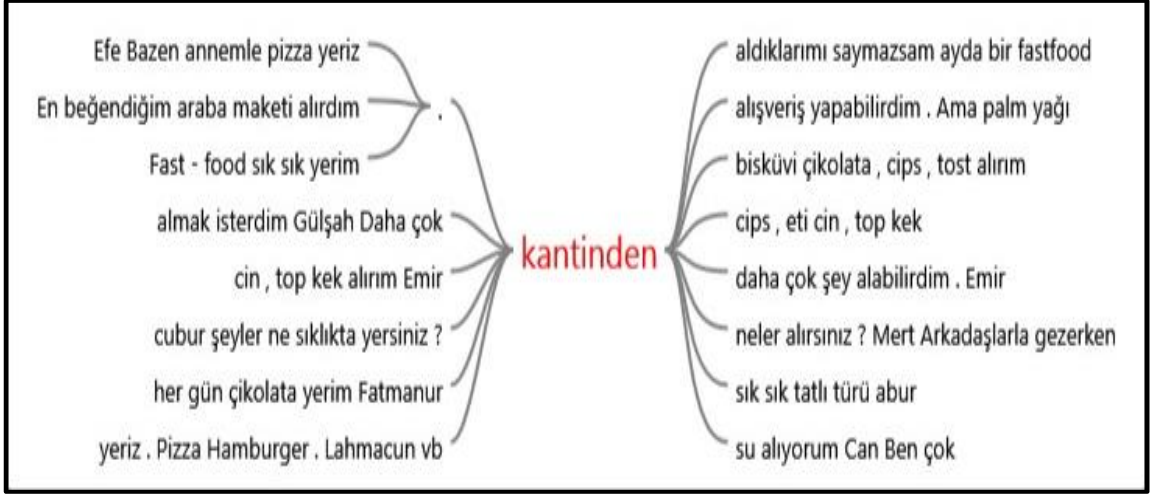 Efe Bazen annemle pizza yeriz
En beğendiğim araba maketi alırdım
Fast - food sık sık yerim
.
almak isterdim Gülşah Daha çok
cin , top kek alırım Emir
cubur şeyler ne sıklıkta yersiniz ?
her gün çikolata yerim Fatmanur
yeriz . Pizza Hamburger . Lahmacun vb
kantinden
aldıklarımı saymazsam ayda bir fastfood
alışveriş yapabilirdim . Ama palm yağı
bisküvi çikolata , cips , tost alırım
cips , eti cin , top kek
daha çok şey alabilirdim . Emir
neler alırsınız ? Mert Arkadaşlarla gezerken
sık sık tatlı türü abur
su alıyorum Can Ben çok